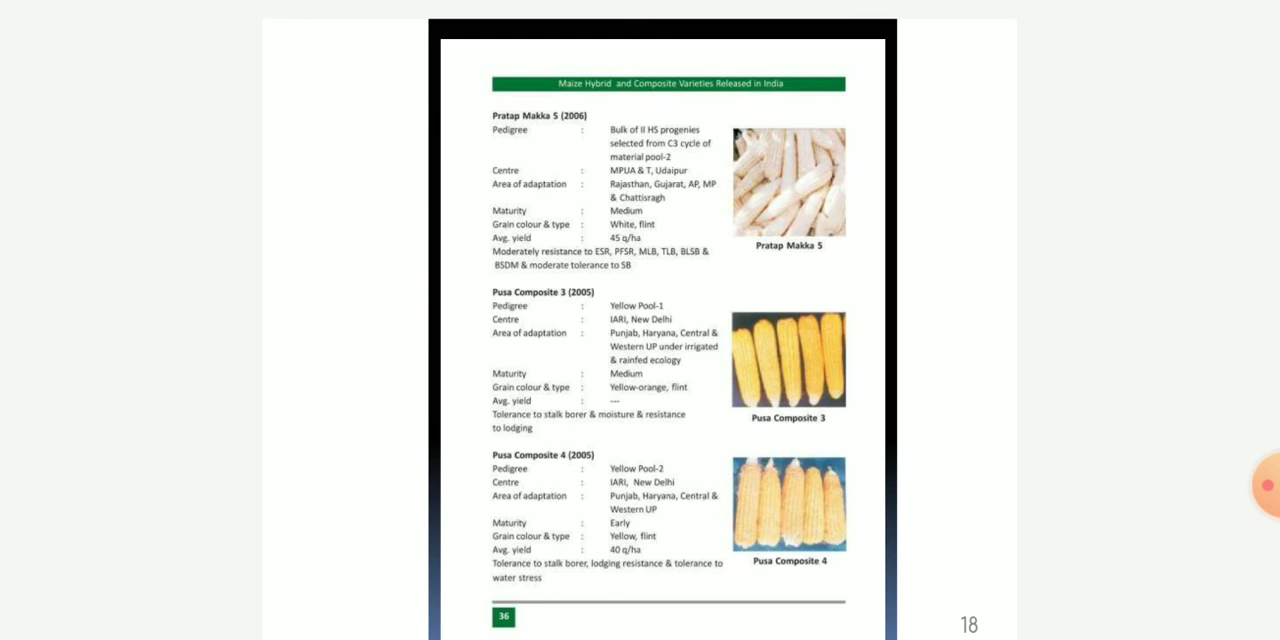 Maize Hybrid and Composite Varieties Released in India
Pratap Makka 5 (2006)
Pedigree : Bulk of II HS progenies
selected from C3 cycle of
material pool-2
Centre : MPUA & T, Udaipur
Area of adaptation : Rajasthan, Gujarat, AP, MP
& Chattisragh
Maturity : Medium
Grain colour & type : White, flint
Avg. yield : 45 q/ha
Moderately resistance to ESR, PFSR, MLB, TLB, BLSB &
BSDM & moderate tolerance to SB
Pratap Makka 5
Pusa Composite 3 (2005)
Pedigree : Yellow Pool-1
Centre : IARI, New Delhi
Area of adaptation : Punjab, Haryana, Central &
Western UP under irrigated
& rainfed ecology
Maturity : Medium
Grain colour & type : Yellow-orange, flint
Avg. yield : ---
Tolerance to stalk borer & moisture & resistance
to lodging
Pusa Composite 3
Pusa Composite 4 (2005)
Pedigree : Yellow Pool-2
Centre : IARI, New Delhi
Area of adaptation : Punjab, Haryana, Central &
Western UP
Maturity : Early
Grain colour & type : Yellow, flint
Avg. yield : 40 q/ha
Tolerance to stalk borer, lodging resistance & tolerance to
water stress
Pusa Composite 4
36
18